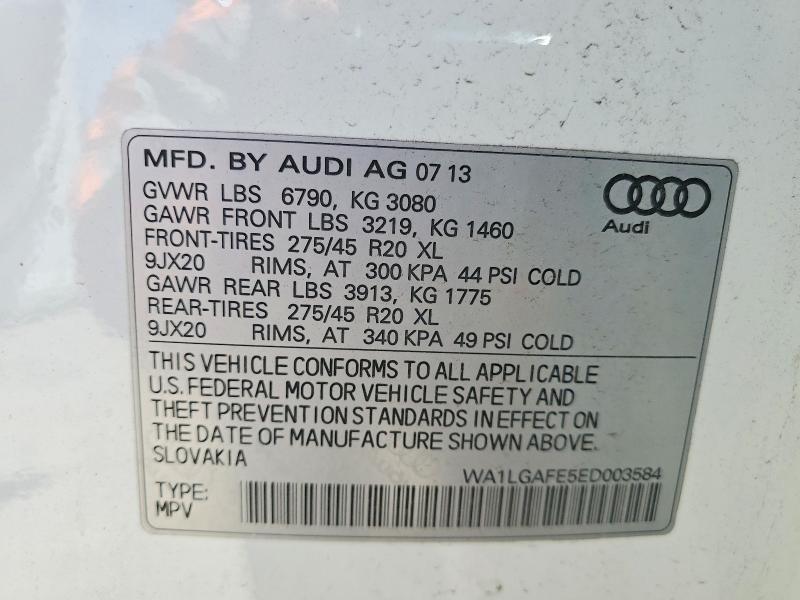 MFD. BY AUDI AG 07 13
GVWR LBS 6790, KG 3080
GAWR FRONT LBS 3219, KG 1460
FRONT-TIRES 275/45 R20 XL
9JX20 RIMS, AT 300 KPA 44 PSI COLD
GAWR REAR LBS 3913, KG 1775
REAR-TIRES 275/45 R20 XL
9JX20 RIMS, AT 340 KPA 49 PSI COLD
Audi
THIS VEHICLE CONFORMS TO ALL APPLICABLE
U.S. FEDERAL MOTOR VEHICLE SAFETY AND
THEFT PREVENTION STANDARDS IN EFFECT ON
THE DATE OF MANUFACTURE SHOWN ABOVE.
SLOVAKIA
WA1LGAFE5ED003584
TYPE:
MPV